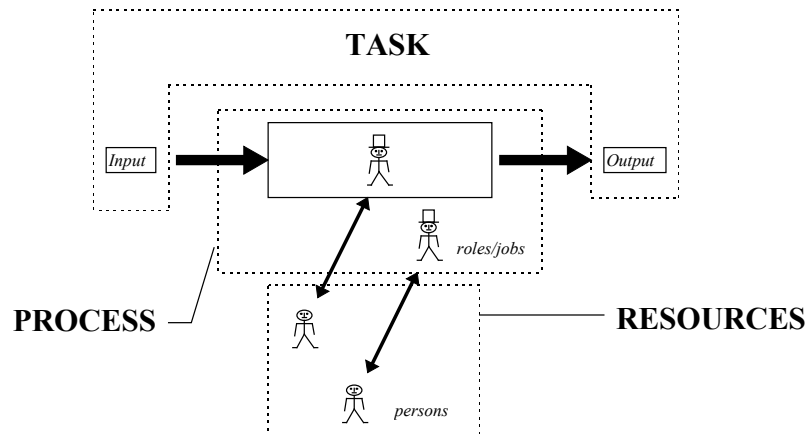 TASK
Input
Output
roles/jobs
PROCESS
RESOURCES
persons